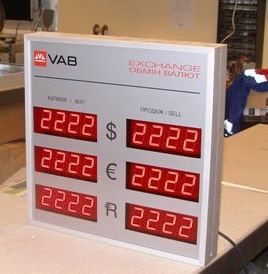 VAB
EXCHANGE
ОБМІН ВАЛЮТ
КУПІВЛЯ / BUY
ПРОДАЖ / SELL
2222 $ 2222
2222 € 2222
2222 R 2222